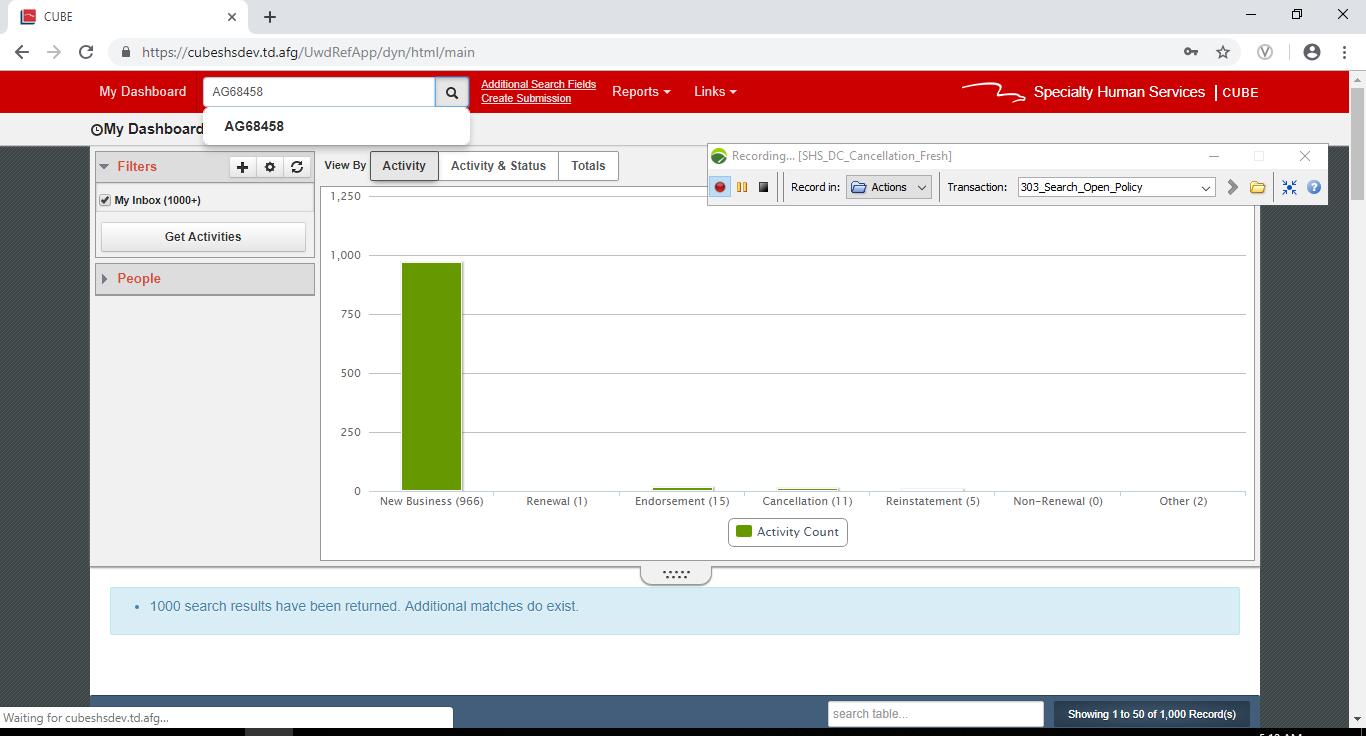 CUBE
https://cubeshsdev.td.afg/UwdRefApp/dyn/html/main
My Dashboard
AG68458
Additional Search Fields
Create Submission
Reports
Links
Specialty Human Services | CUBE
AG68458
My Dashboard
Filters
My Inbox (1000+)
Get Activities
People
View By
Activity
Activity & Status
Totals
Recording... [SHS_DC_Cancellation_Fresh]
Record in:
Actions
Transaction:
303_Search_Open_Policy
1,250
1,000
750
500
250
0
New Business (966)
Renewal (1)
Endorsement (15)
Cancellation (11)
Reinstatement (5)
Non-Renewal (0)
Other (2)
Activity Count
1000 search results have been returned. Additional matches do exist.
search table...
Showing 1 to 50 of 1,000 Record(s)
Waiting for cubeshsdev.td.afg...